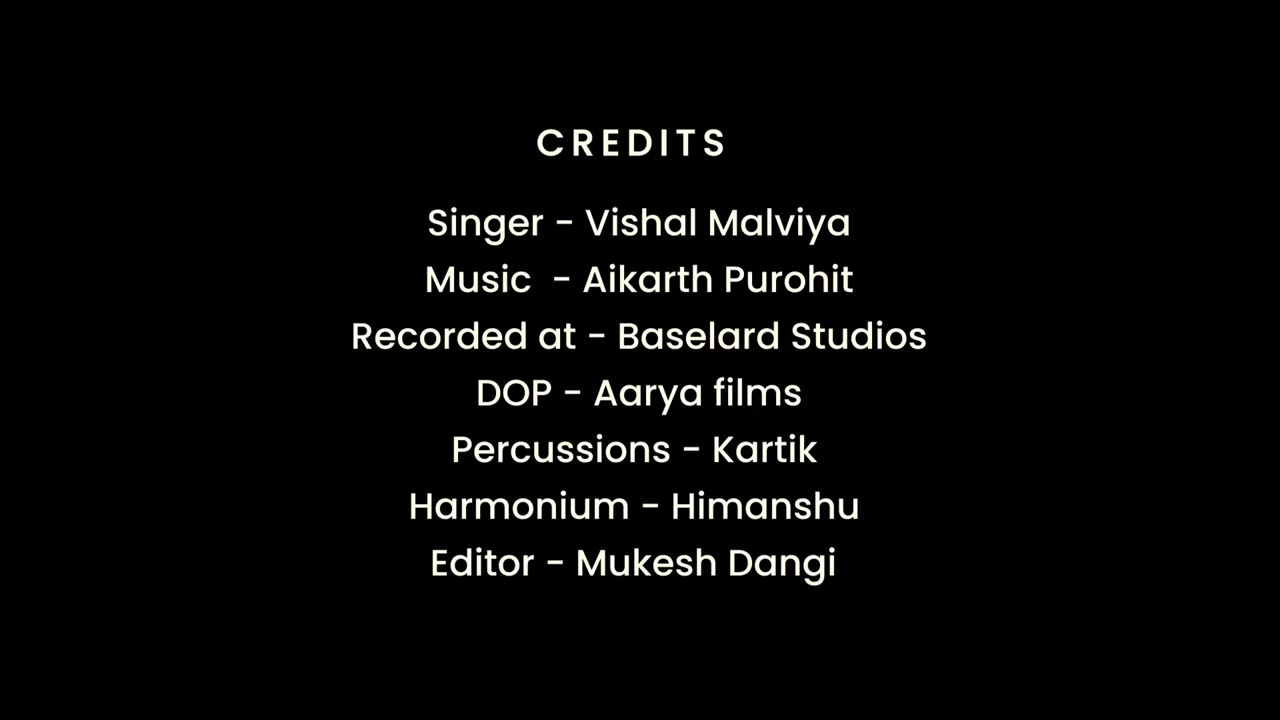 CREDITS
Singer - Vishal Malviya
Music  - Aikarth Purohit
Recorded at - Baselard Studios
DOP - Aarya films
Percussions - Kartik
Harmonium - Himanshu
Editor - Mukesh Dangi